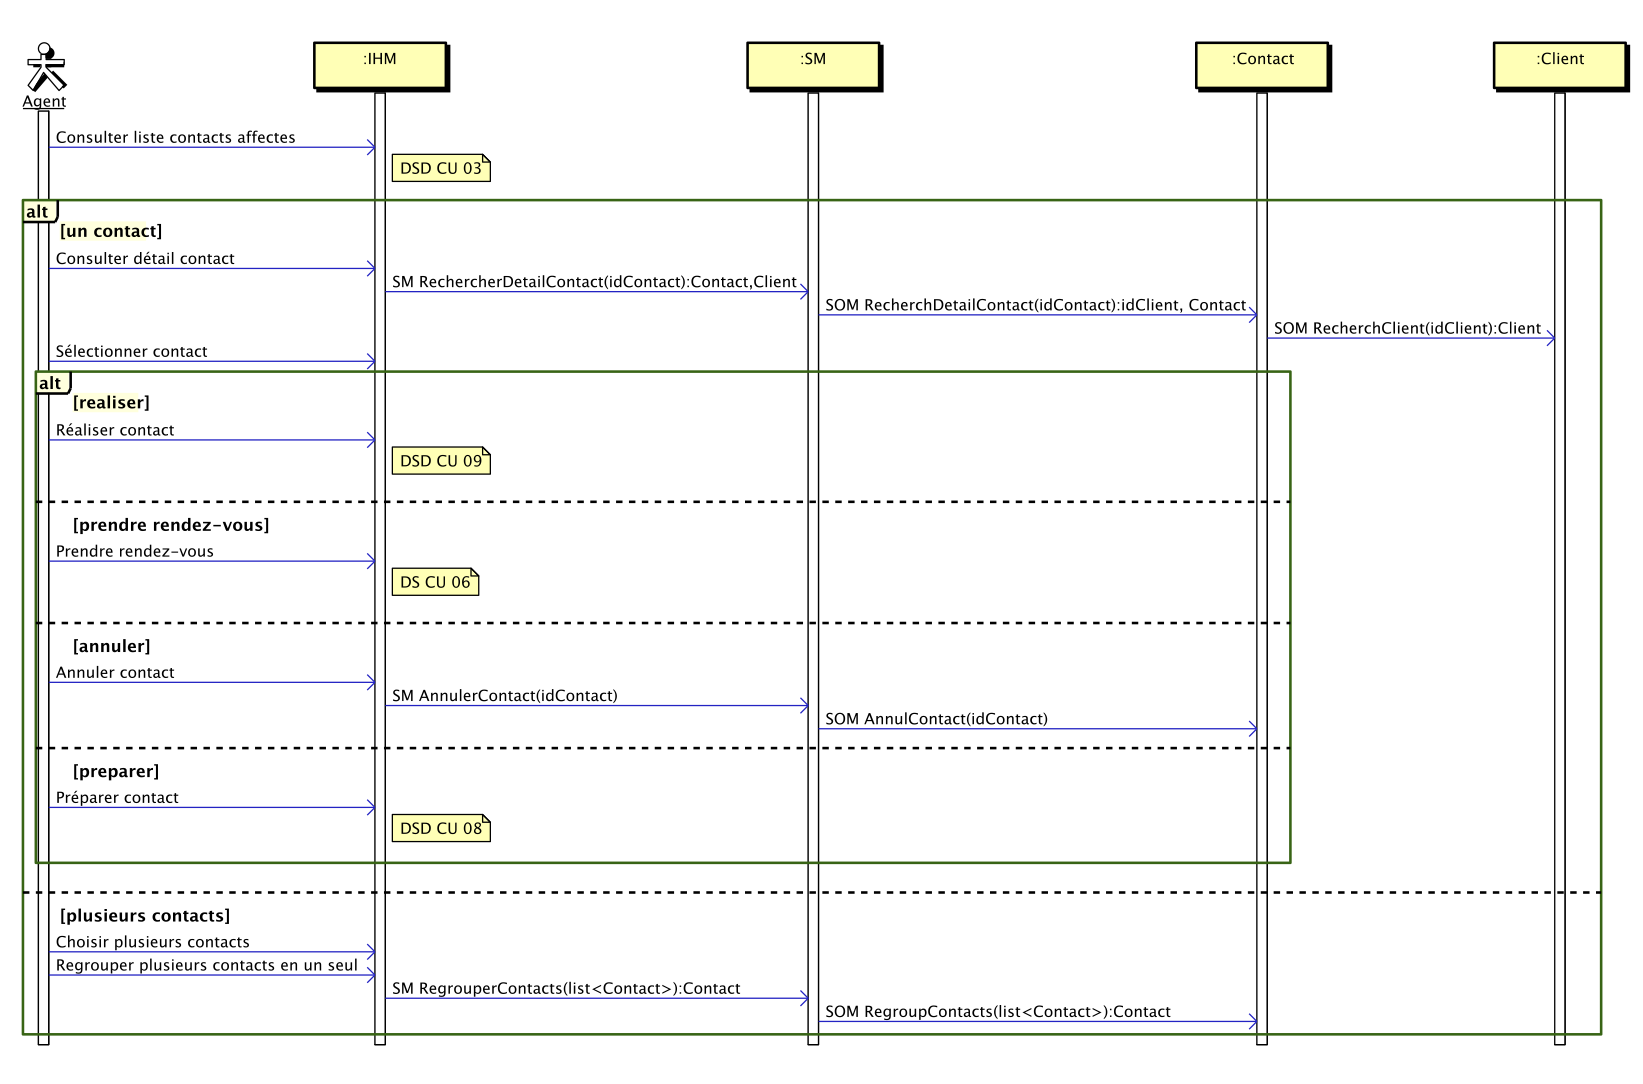 :IHM
:SM
:Contact
:Client
Agent
Consulter liste contacts affectes
DSD CU 03
alt
[un contact]
Consulter détail contact
SM RechercherDetailContact(idContact):Contact,Client
SOM RecherchDetailContact(idContact):idClient, Contact
SOM RecherchClient(idClient):Client
Sélectionner contact
alt
[realiser]
Réaliser contact
DSD CU 09
[prendre rendez-vous]
Prendre rendez-vous
DS CU 06
[annuler]
Annuler contact
SM AnnulerContact(idContact)
SOM AnnulContact(idContact)
[preparer]
Préparer contact
DSD CU 08
[plusieurs contacts]
Choisir plusieurs contacts
Regrouper plusieurs contacts en un seul
SM RegrouperContacts(list<Contact>):Contact
SOM RegroupContacts(list<Contact>):Contact